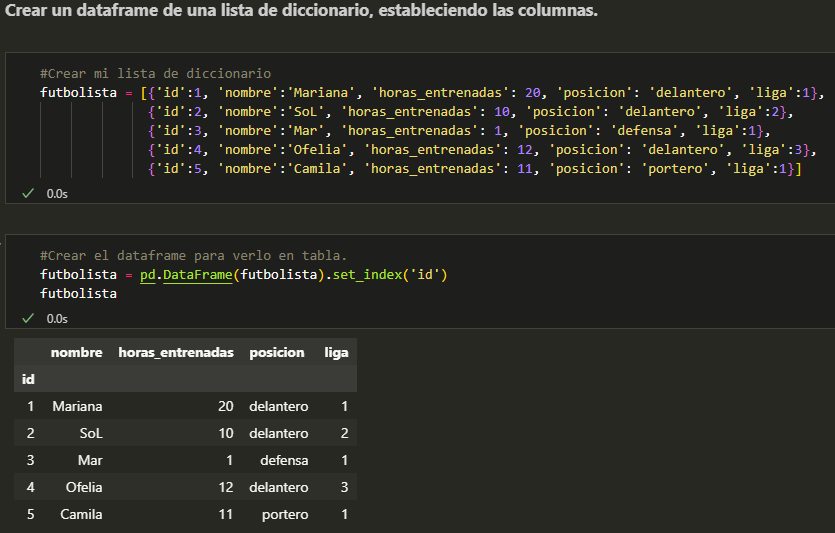 Crear un dataframe de una lista de diccionario, estableciendo las columnas.
#Crear mi lista de diccionario
futbolista = [{'id':1, 'nombre':'Mariana', 'horas_entrenadas': 20, 'posicion': 'delantero', 'liga':1},
{'id':2, 'nombre':'SoL', 'horas_entrenadas': 10, 'posicion': 'delantero', 'liga':2},
{'id':3, 'nombre':'Mar', 'horas_entrenadas': 1, 'posicion': 'defensa', 'liga':1},
{'id':4, 'nombre':'Ofelia', 'horas_entrenadas': 12, 'posicion': 'delantero', 'liga':3},
{'id':5, 'nombre':'Camila', 'horas_entrenadas': 11, 'posicion': 'portero', 'liga':1}]
0.0s
#Crear el dataframe para verlo en tabla.
futbolista = pd.DataFrame(futbolista).set_index('id')
futbolista
0.0s
nombre horas_entrenadas posicion liga
id
1 Mariana 20 delantero 1
2 SoL 10 delantero 2
3 Mar 1 defensa 1
4 Ofelia 12 delantero 3
5 Camila 11 portero 1